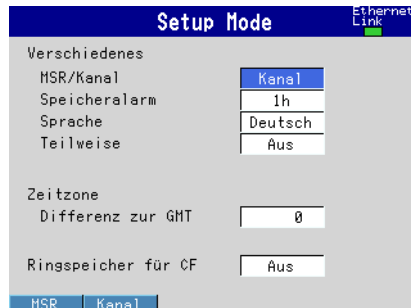 Setup Mode
Ethernet
Link
Verschiedenes
MSR/Kanal Kanal
Speicheralarm 1h
Sprache Deutsch
Teilweise Aus
Zeitzone
Differenz zur GMT 0
Ringspeicher für CF Aus
MSR Kanal